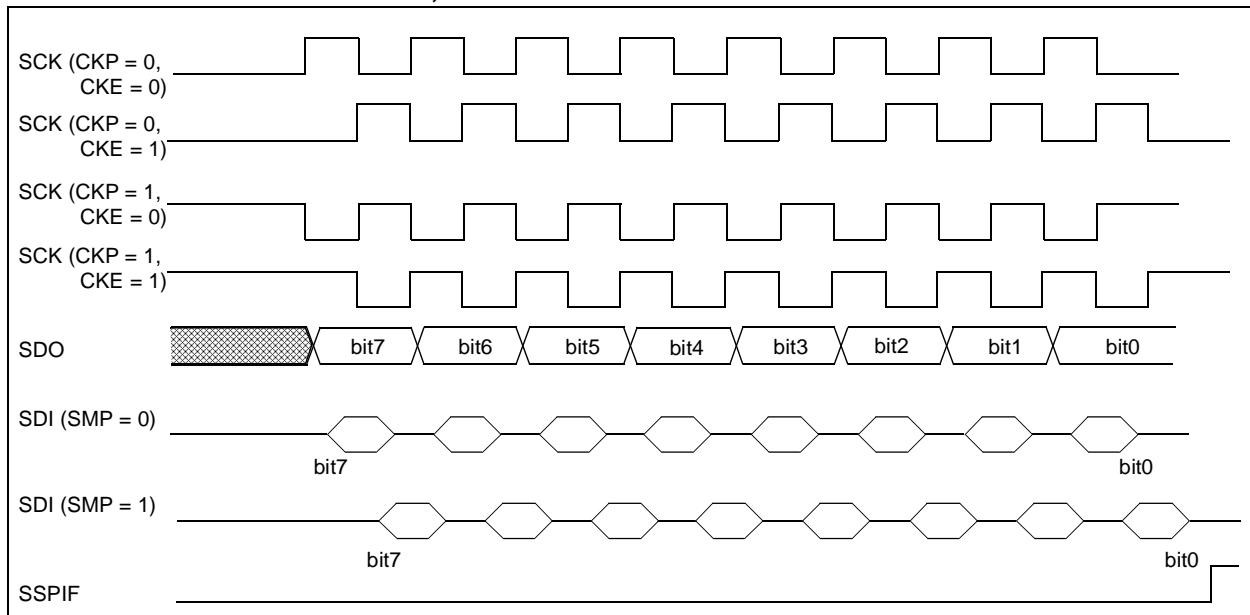 SCK (CKP = 0,
CKE = 0)
SCK (CKP = 0,
CKE = 1)
SCK (CKP = 1,
CKE = 0)
SCK (CKP = 1,
CKE = 1)
SDO bit7 bit6 bit5 bit4 bit3 bit2 bit1 bit0
SDI (SMP = 0)
bit7 bit0
SDI (SMP = 1)
bit7 bit0
SSPIF